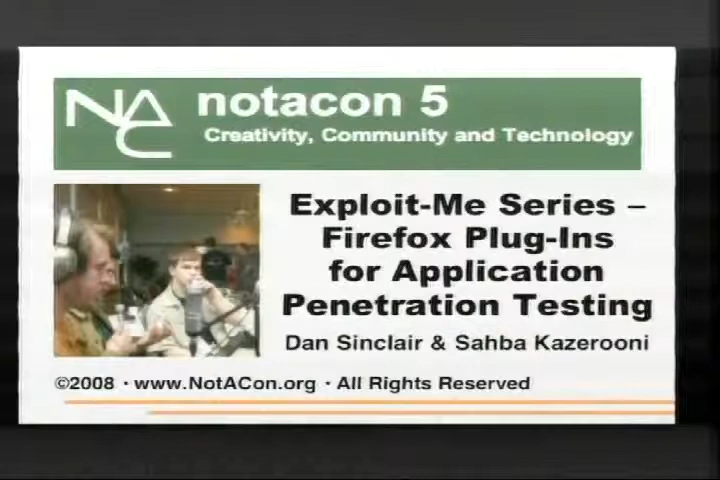 NAC
notacon 5
Creativity, Community and Technology
Exploit-Me Series –
Firefox Plug-Ins
for Application
Penetration Testing
Dan Sinclair & Sahba Kazerooni
©2008 · www.NotACon.org · All Rights Reserved